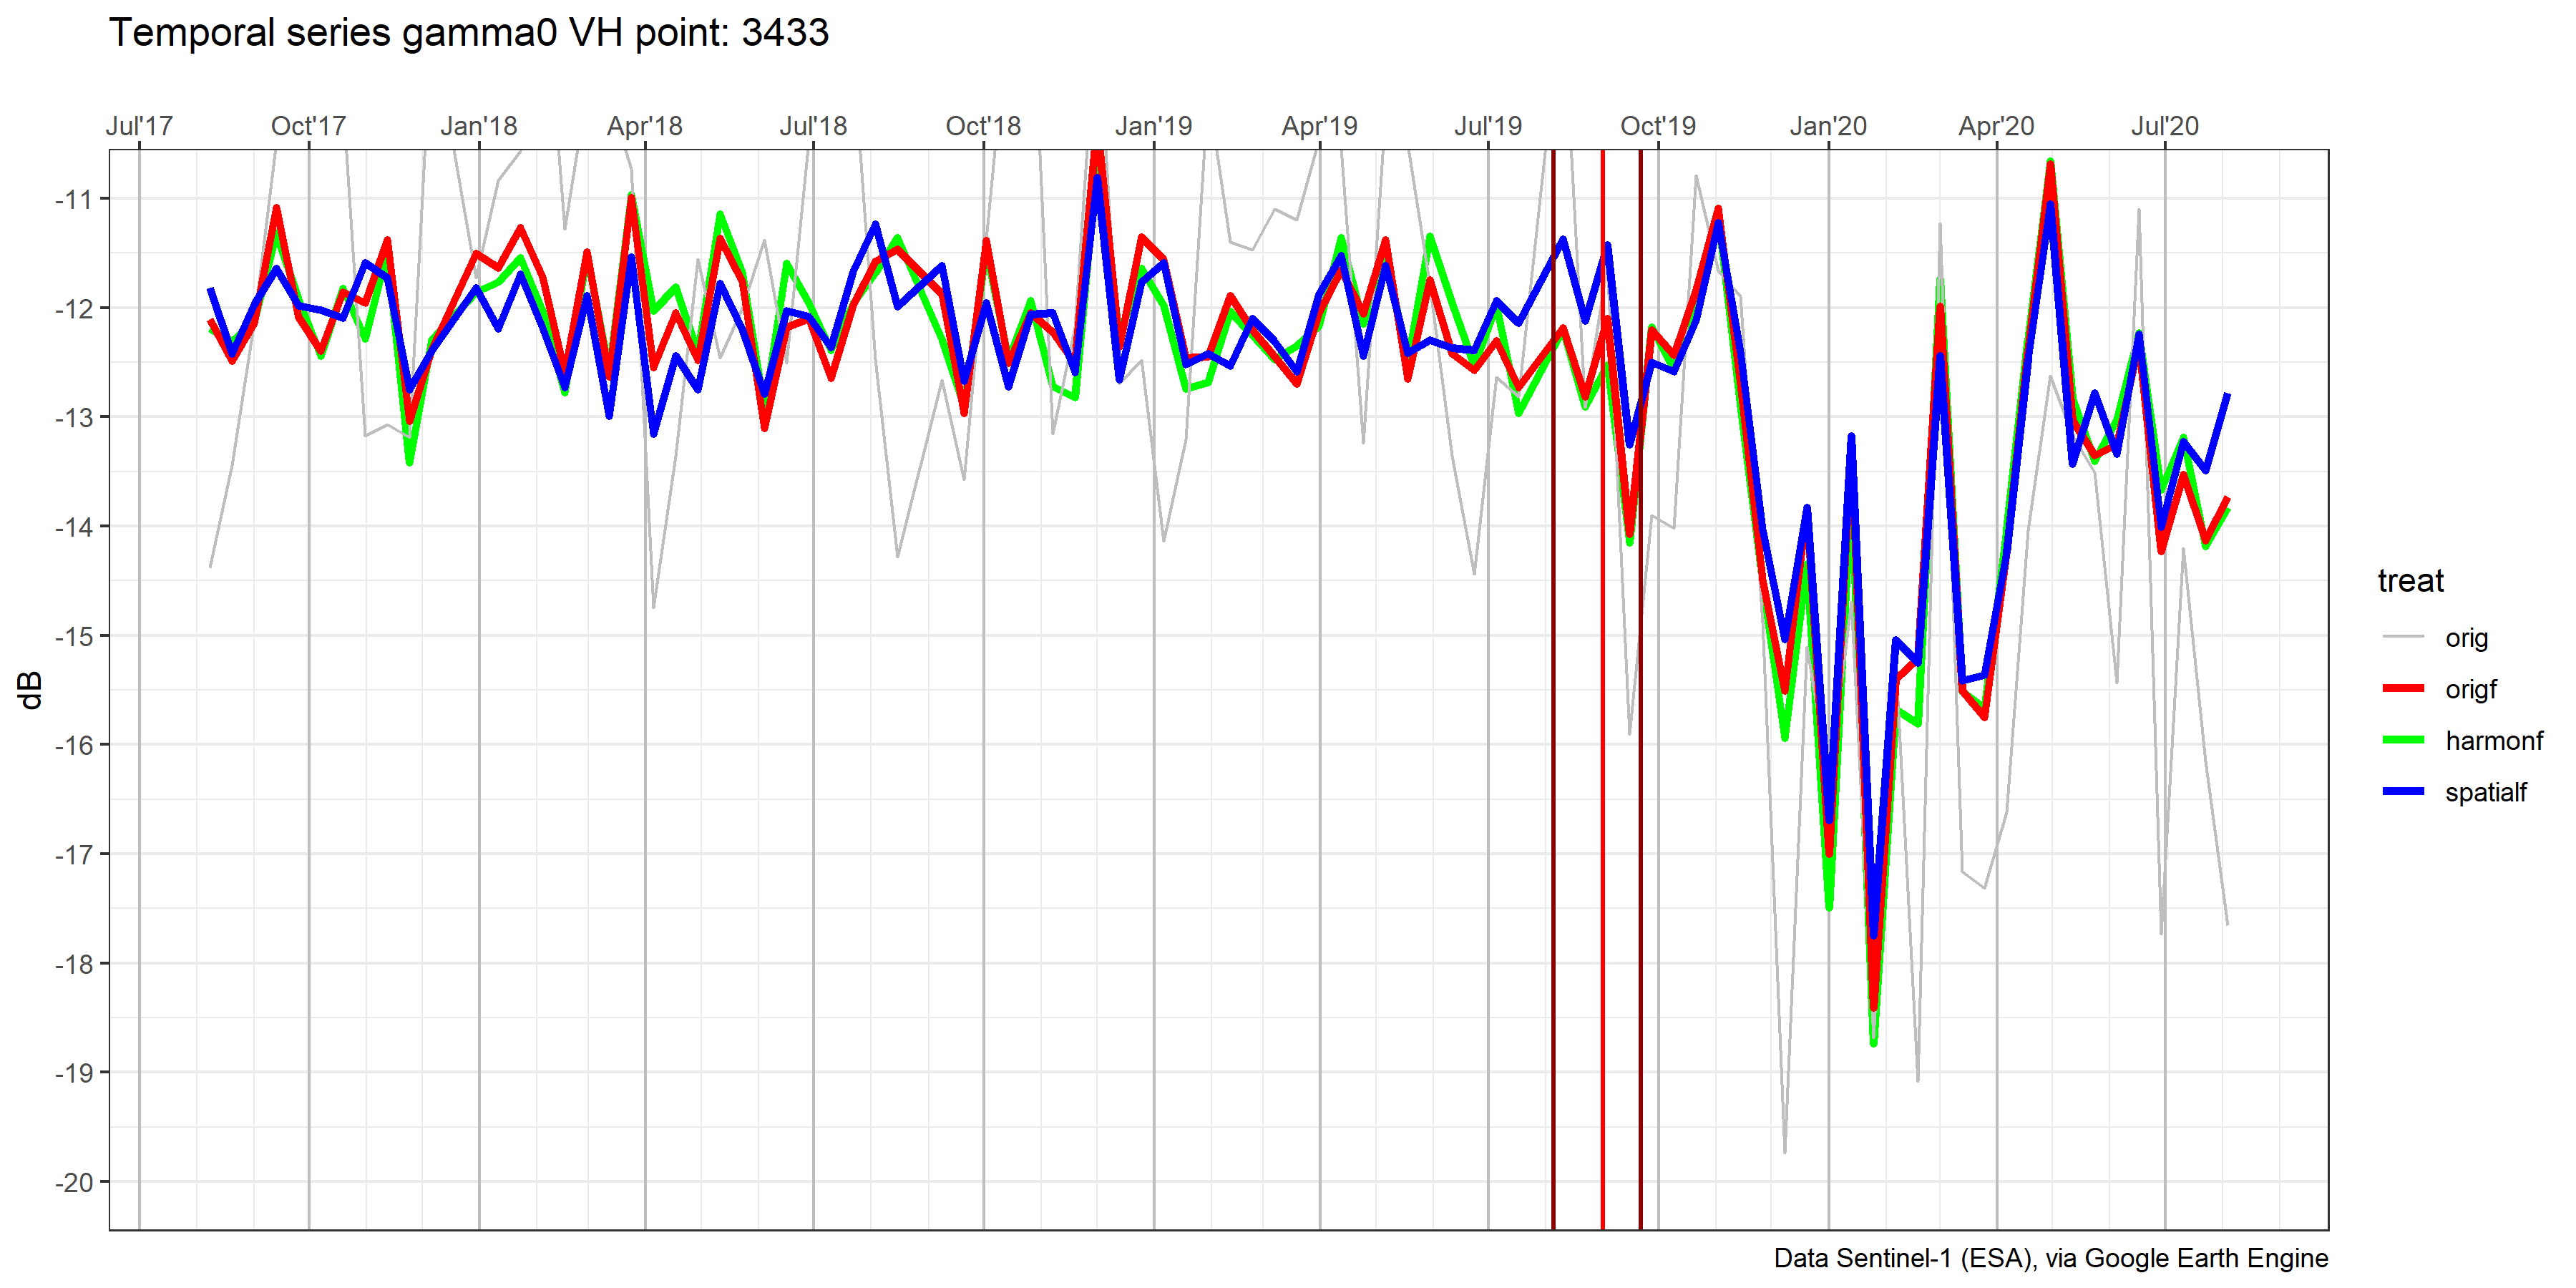 Temporal series gamma0 VH point: 3433
Jul'17 Oct'17 Jan'18 Apr'18 Jul'18 Oct'18 Jan'19 Apr'19 Jul'19 Oct'19 Jan'20 Apr'20 Jul'20
-11
-12
-13
-14
-15
-16
-17
-18
-19
-20
dB
treat
orig
origf
harmonf
spatialf
Data Sentinel-1 (ESA), via Google Earth Engine